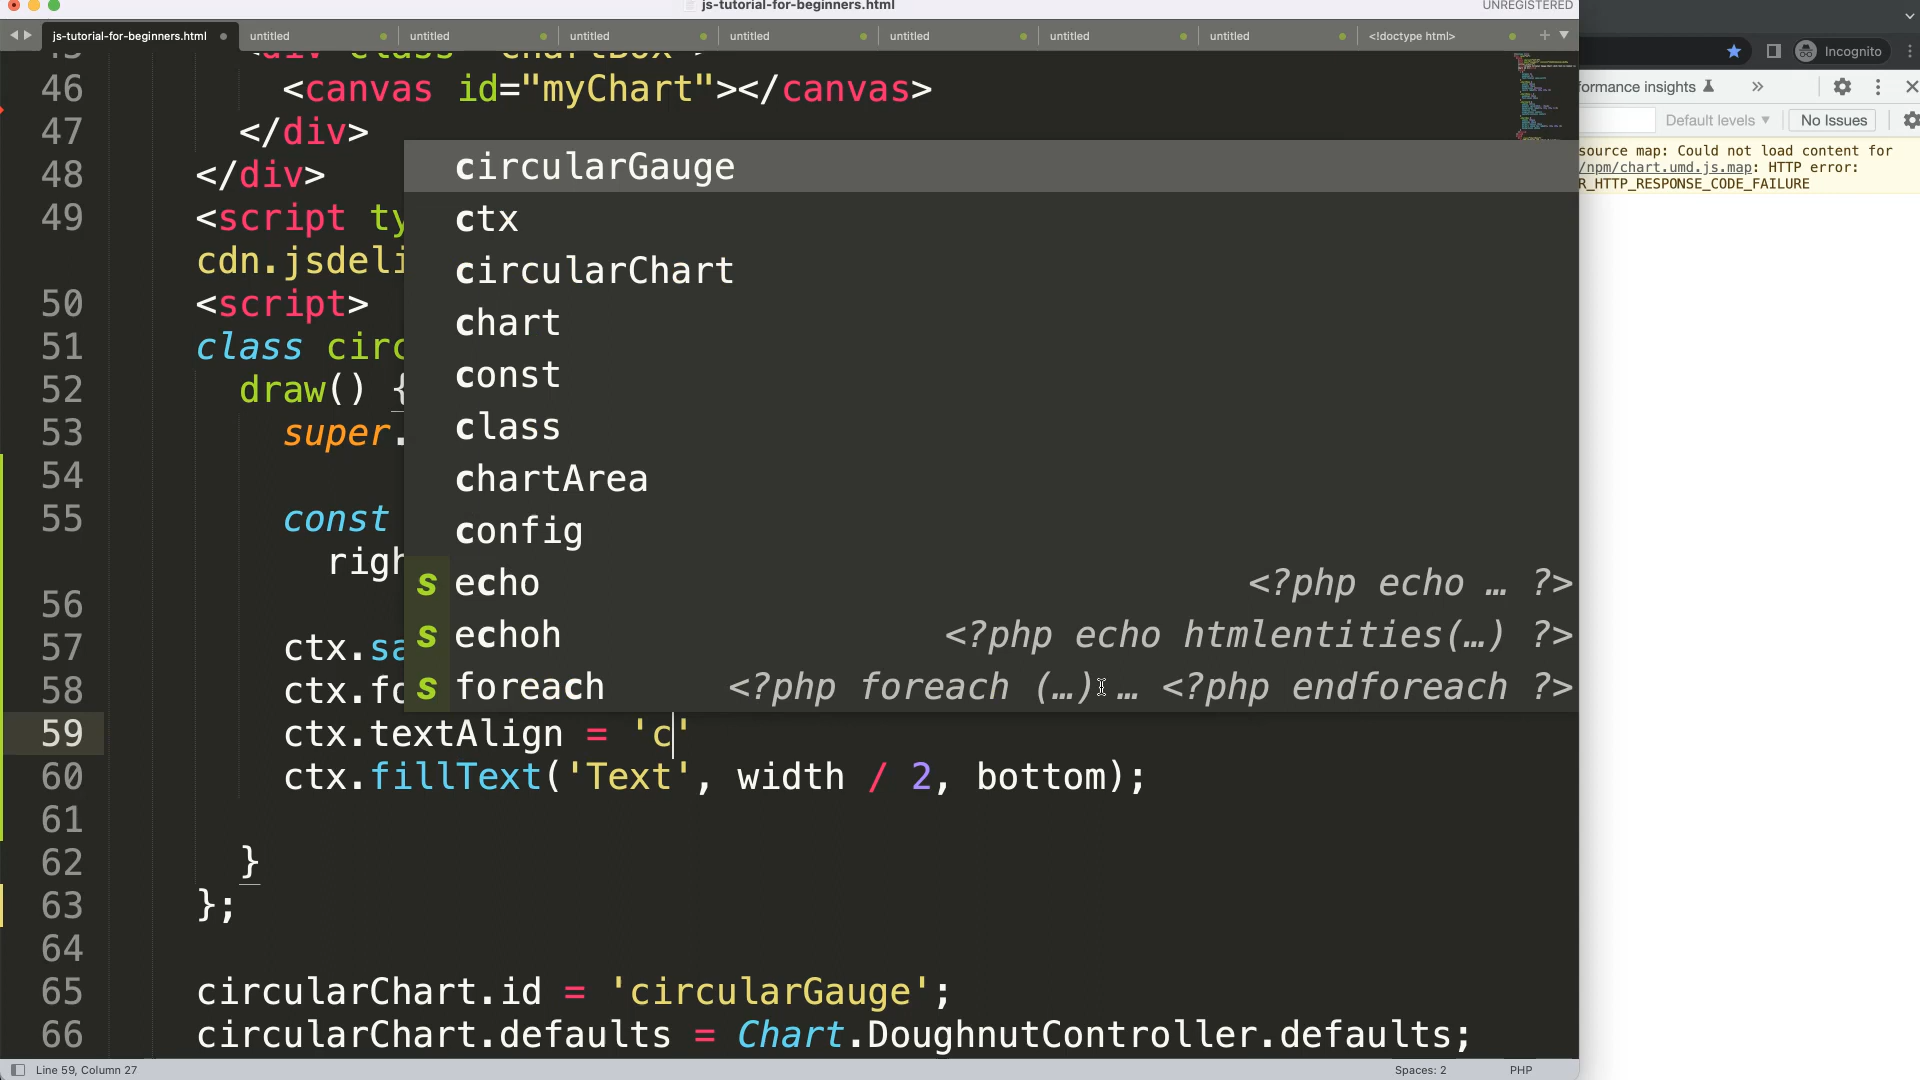 js-tutorial-for-beginners.html
UNREGISTERED
js-tutorial-for-beginners.html untitled untitled untitled untitled untitled untitled untitled <!doctype html>
Incognito
46 <canvas id="myChart"></canvas>
47 </div>
48 </div>
49 <script ty
cdn.jsdeli
50 <script>
51 class circ
52 draw() {
53 super.
54
55 const
righ
56
57 ctx.sa
58 ctx.fo
59 ctx.textAlign = 'c'
60 ctx.fillText('Text', width / 2, bottom);
61
62 }
63 };
64
65 circularChart.id = 'circularGauge';
66 circularChart.defaults = Chart.DoughnutController.defaults;
circularGauge
ctx
circularChart
chart
const
class
chartArea
config
s echo <?php echo … ?>
s echoh <?php echo htmlentities(…) ?>
s foreach <?php foreach (…) … <?php endforeach ?>
Line 59, Column 27
Spaces: 2
PHP
formance insights
Default levels
No Issues
source map: Could not load content for
/npm/chart.umd.js.map: HTTP error:
R_HTTP_RESPONSE_CODE_FAILURE